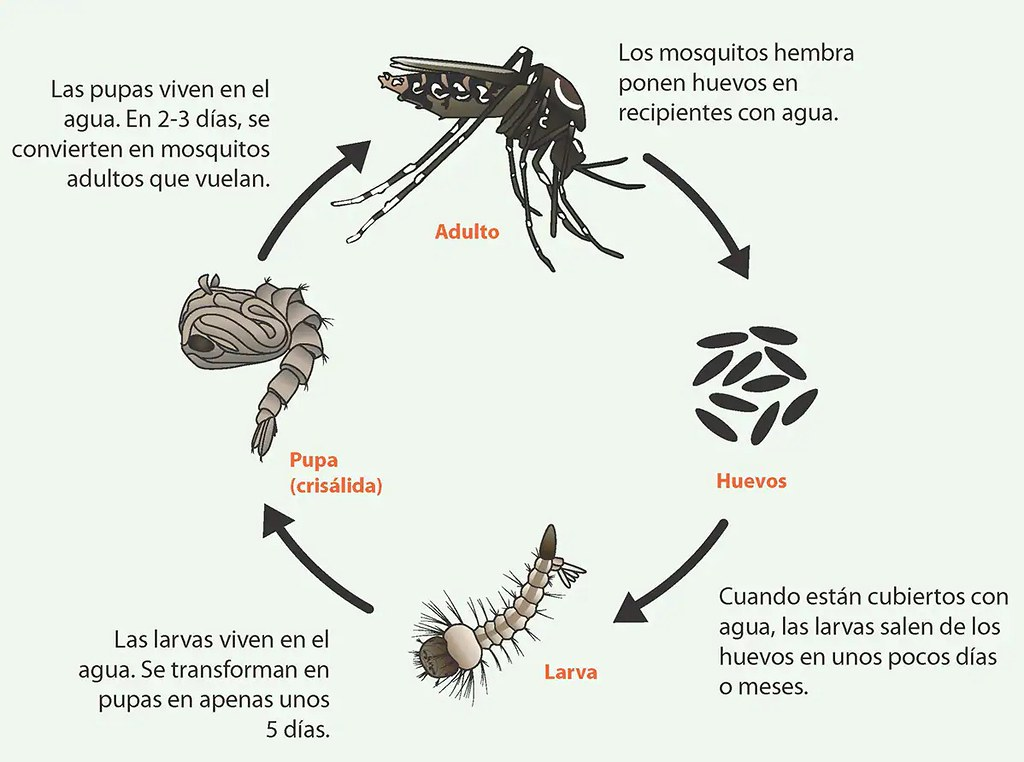 Las pupas viven en el
agua. En 2-3 días, se
convierten en mosquitos
adultos que vuelan.
Los mosquitos hembra
ponen huevos en
recipientes con agua.
Adulto
Pupa
(crisálida)
Huevos
Las larvas viven en el
agua. Se transforman en
pupas en apenas unos
5 días.
Larva
Cuando están cubiertos con
agua, las larvas salen de los
huevos en unos pocos días
o meses.